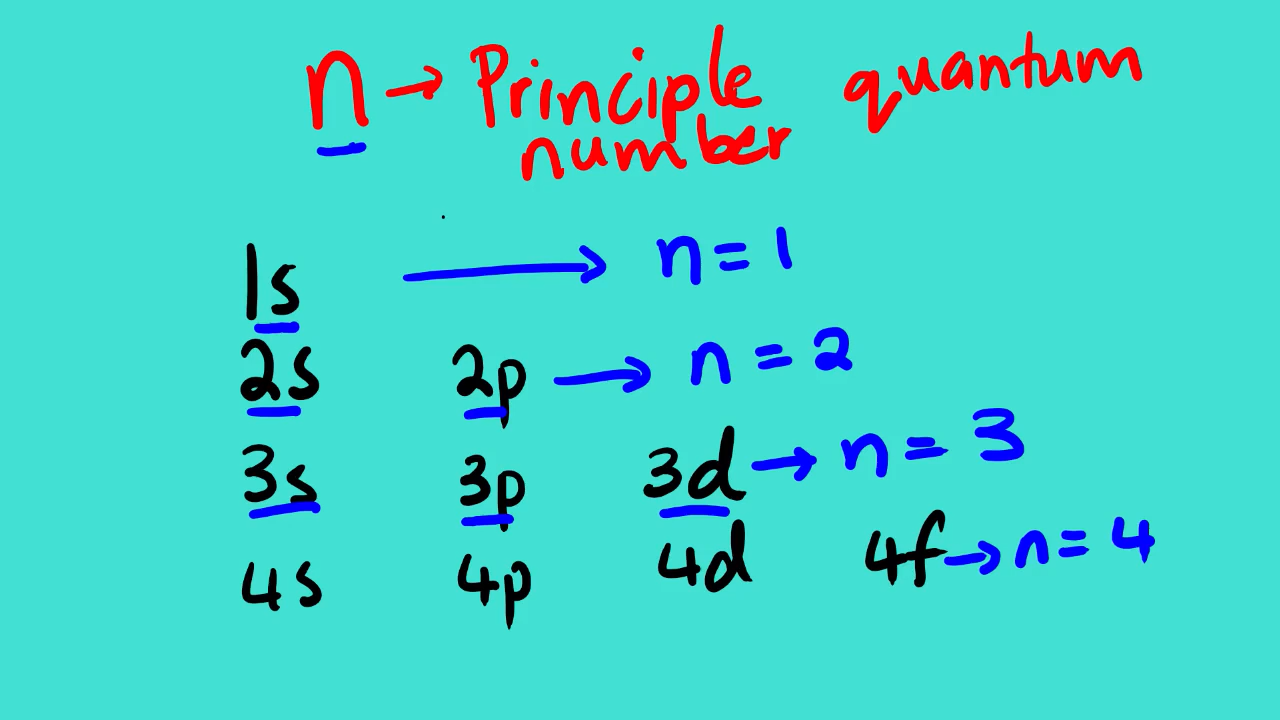 n → Principle quantum
number
1s → n = 1
2s 2p → n = 2
3s 3p 3d → n = 3
4s 4p 4d 4f → n = 4